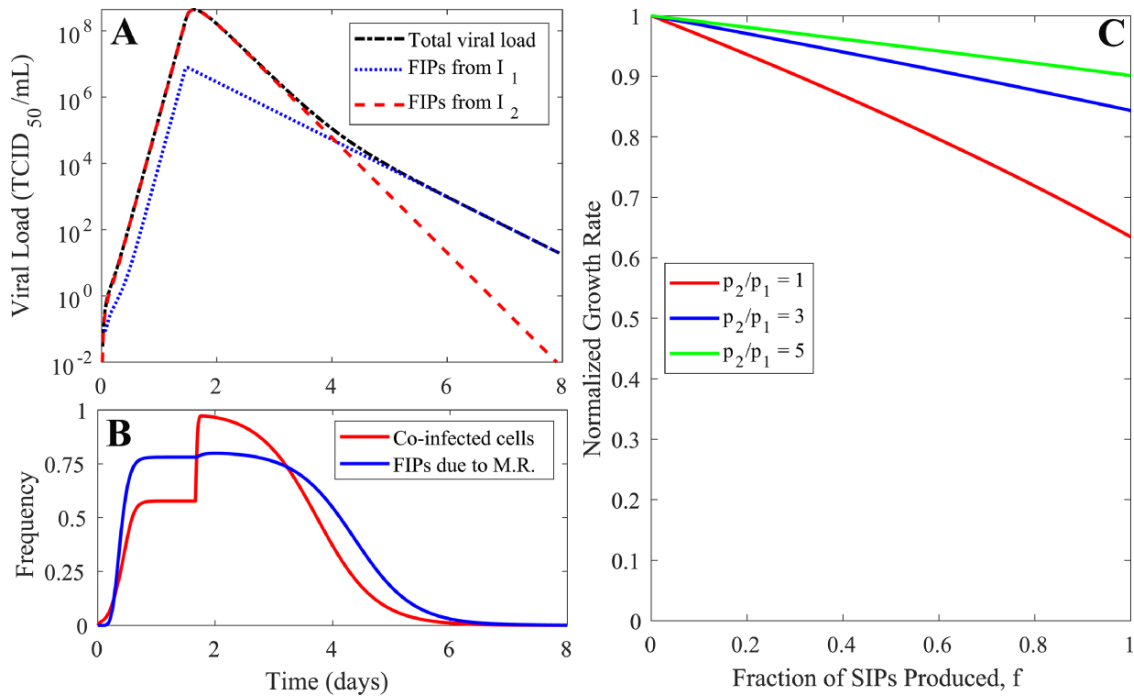 A
Total viral load
FIPs from I 1
FIPs from I 2
Viral Load (TCID 50/mL)
10^8
10^6
10^4
10^2
10^0
10^-2
0 2 4 6 8
B
Co-infected cells
FIPs due to M.R.
Frequency
1
0.75
0.5
0.25
0
0 2 4 6 8
Time (days)
C
Normalized Growth Rate
1
0.9
0.8
0.7
0.6
0.5
0.4
0.3
0.2
0.1
0
p2/p1 = 1
p2/p1 = 3
p2/p1 = 5
0 0.2 0.4 0.6 0.8 1
Fraction of SIPs Produced, f